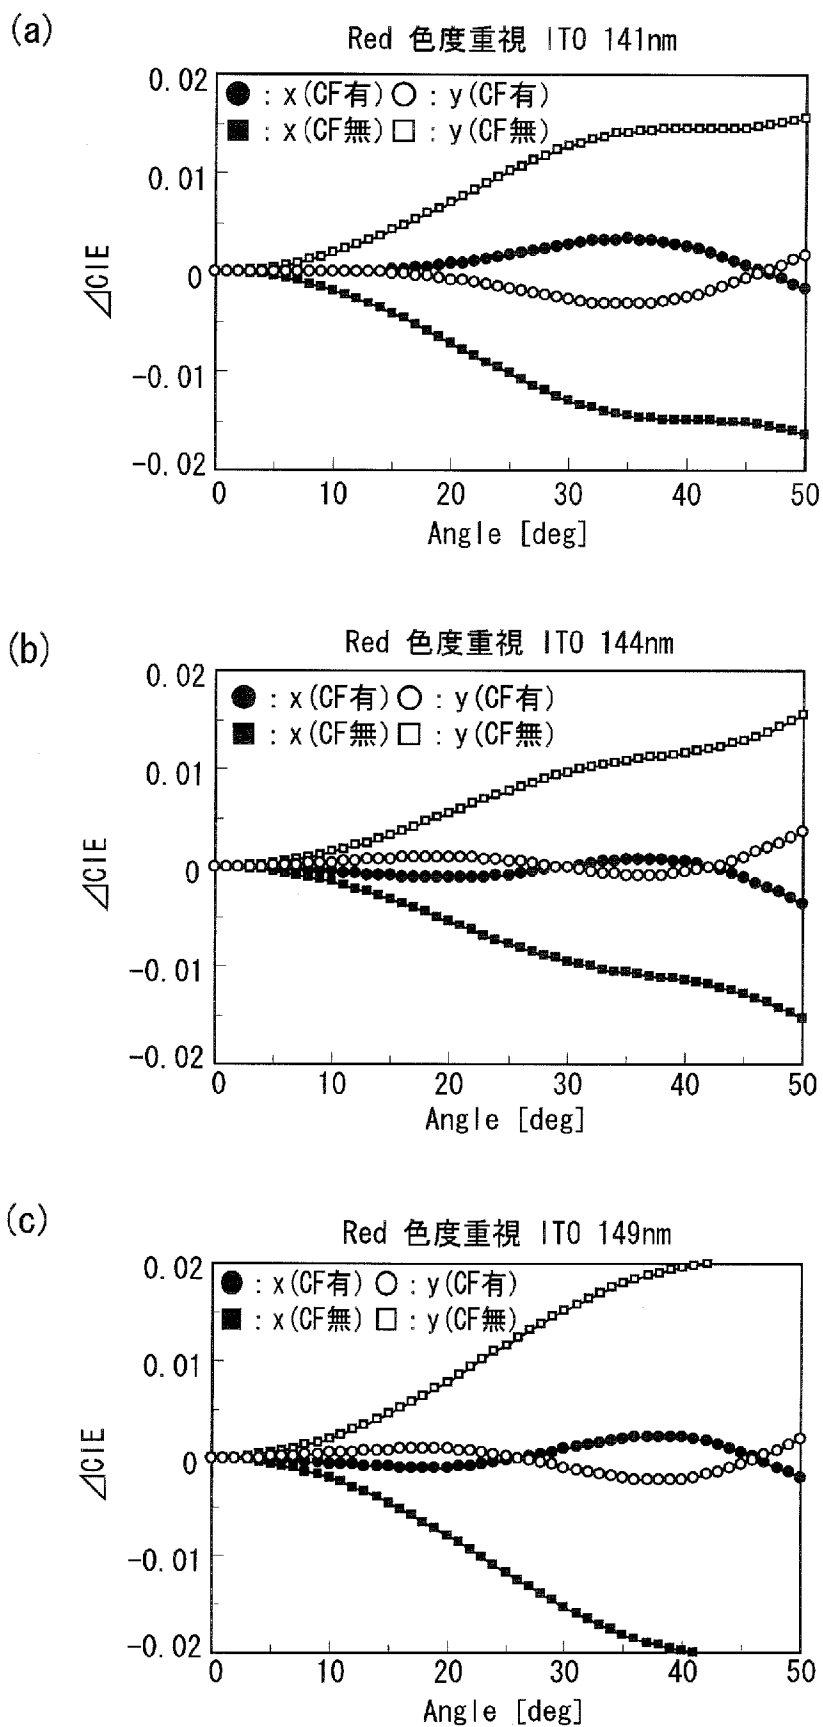 (a)
Red 色度重視 ITO 141nm
●:x(CF有)○:y(CF有)
■:x(CF無)□:y(CF無)
0.02
0.01
0
-0.01
-0.02
⊿CIE
0 10 20 30 40 50
Angle [deg]
(b)
Red 色度重視 ITO 144nm
●:x(CF有)○:y(CF有)
■:x(CF無)□:y(CF無)
0.02
0.01
0
-0.01
-0.02
⊿CIE
0 10 20 30 40 50
Angle [deg]
(c)
Red 色度重視 ITO 149nm
●:x(CF有)○:y(CF有)
■:x(CF無)□:y(CF無)
0.02
0.01
0
-0.01
-0.02
⊿CIE
0 10 20 30 40 50
Angle [deg]